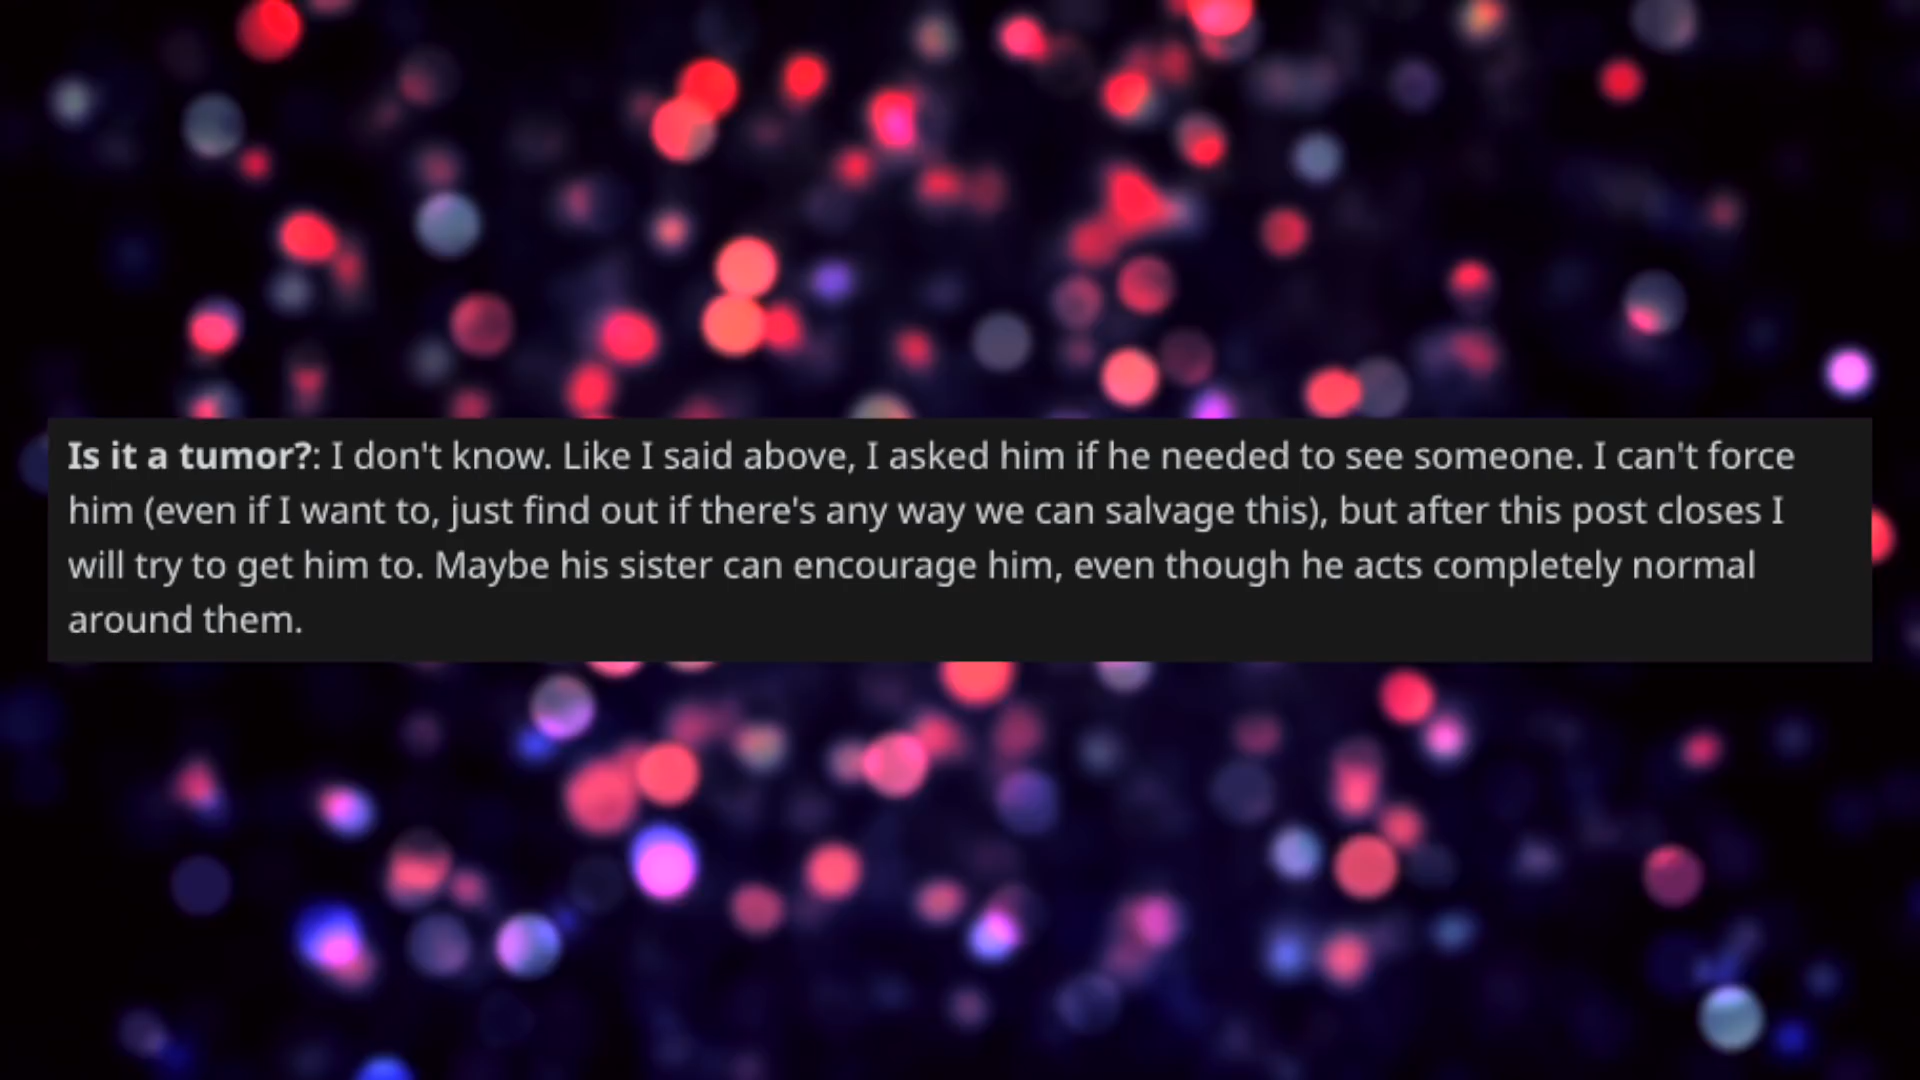 Is it a tumor?: I don't know. Like I said above, I asked him if he needed to see someone. I can't force
him (even if I want to, just find out if there's any way we can salvage this), but after this post closes I
will try to get him to. Maybe his sister can encourage him, even though he acts completely normal
around them.